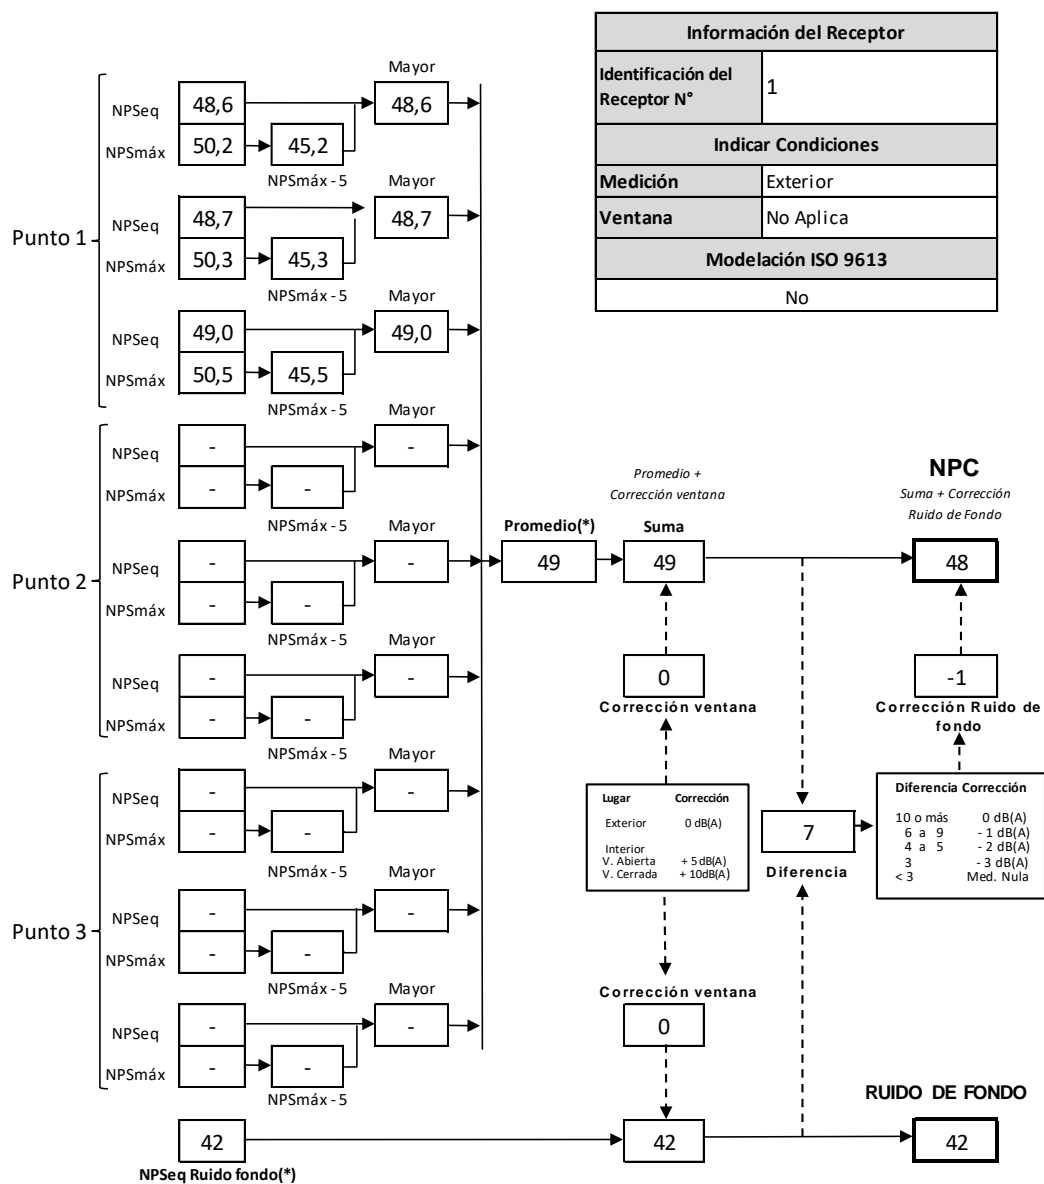 Información del Receptor
Identificación del
Receptor N°
1
Indicar Condiciones
Medición
Exterior
Ventana
No Aplica
Modelación ISO 9613
No
Punto 1
Mayor
NPSeq
48,6
48,6
NPSmáx
50,2
45,2
NPSmáx - 5
Mayor
NPSeq
48,7
48,7
NPSmáx
50,3
45,3
NPSmáx - 5
Mayor
NPSeq
49,0
49,0
NPSmáx
50,5
45,5
NPSmáx - 5
Punto 2
Mayor
NPSeq
-
-
NPSmáx
-
-
NPSmáx - 5
Mayor
NPSeq
-
-
NPSmáx
-
-
NPSmáx - 5
Mayor
NPSeq
-
-
NPSmáx
-
-
NPSmáx - 5
Punto 3
Mayor
NPSeq
-
-
NPSmáx
-
-
NPSmáx - 5
Mayor
NPSeq
-
-
NPSmáx
-
-
NPSmáx - 5
Mayor
NPSeq
-
-
NPSmáx
-
-
NPSmáx - 5
Promedio(*)
49
Promedio +
Corrección ventana
Suma
49
NPC
Suma + Corrección
Ruido de Fondo
48
0
Corrección ventana
-1
Corrección Ruido de
fondo
Lugar Corrección
Exterior 0 dB(A)
Interior
V. Abierta + 5 dB(A)
V. Cerrada + 10dB(A)
7
Diferencia
Diferencia Corrección
10 o más 0 dB(A)
6 a 9 - 1 dB(A)
4 a 5 - 2 dB(A)
3 - 3 dB(A)
< 3 Med. Nula
Corrección ventana
0
42
NPSeq Ruido fondo(*)
42
RUIDO DE FONDO
42